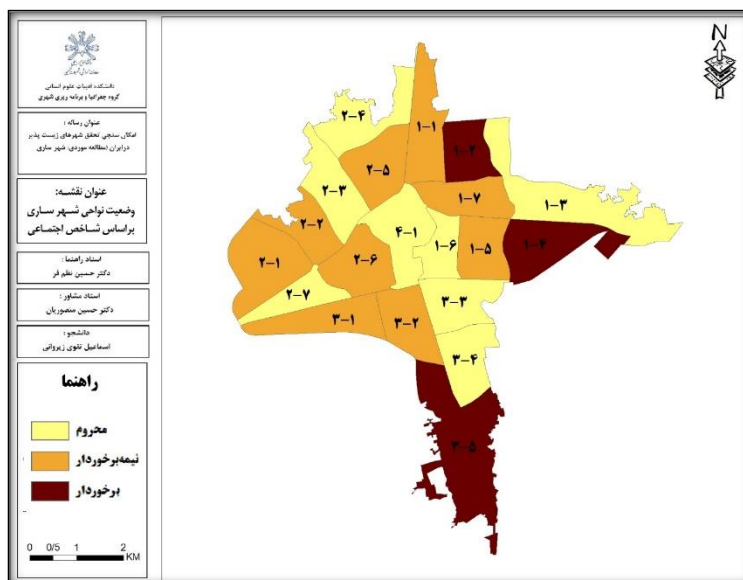 دانشکده ادبیات علوم انسانی
گروه جغرافیا و برنامه ریزی شهری
عنوان رساله :
امکان سنجی تحقق شهرهای زیست پذیر
درایران (مطالعه موردی: شهر ساری)
عنوان نقشه:
وضعیت نواحی شهر ساری
براساس شاخص اجتماعی
استاد راهنما :
دکتر حسین نظم فر
استاد مشاور :
دکتر حسین منصوریان
دانشجو :
اسماعیل تقوی زیروانی
راهنما
محروم
نیمه‌برخوردار
برخوردار
0 0/5 1 2
KM
N
۲-۴
۱-۱
۱-۲
۲-۵
۲-۳
۱-۷
۱-۳
۲-۲
۴-۱
۱-۶
۱-۵
۱-۴
۲-۱
۲-۶
۲-۷
۳-۳
۳-۱
۳-۲
۳-۴
۳-۵